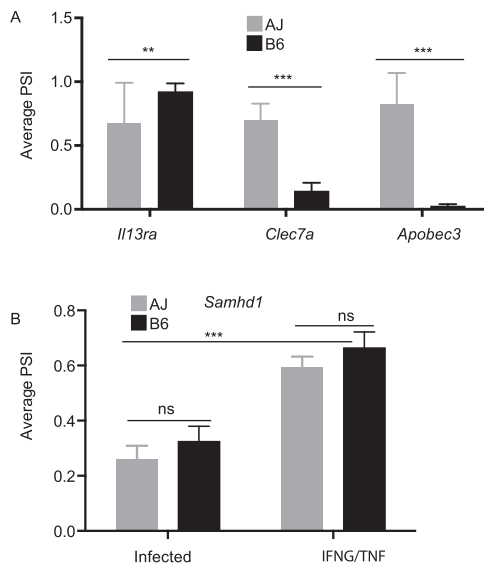 A
1.5
AJ
B6
**
***
***
1.0
Average PSI
0.5
0.0
Il13ra
Clec7a
Apobec3
B
0.8
AJ
Samhd1
B6
ns
***
0.6
Average PSI
0.4
ns
0.2
0.0
Infected
IFNG/TNF